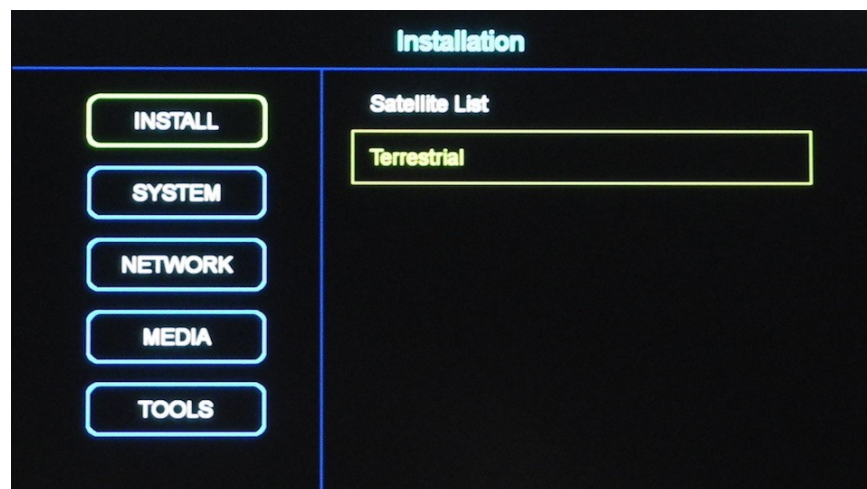 Installation
INSTALL
SYSTEM
NETWORK
MEDIA
TOOLS
Satellite List
Terrestrial